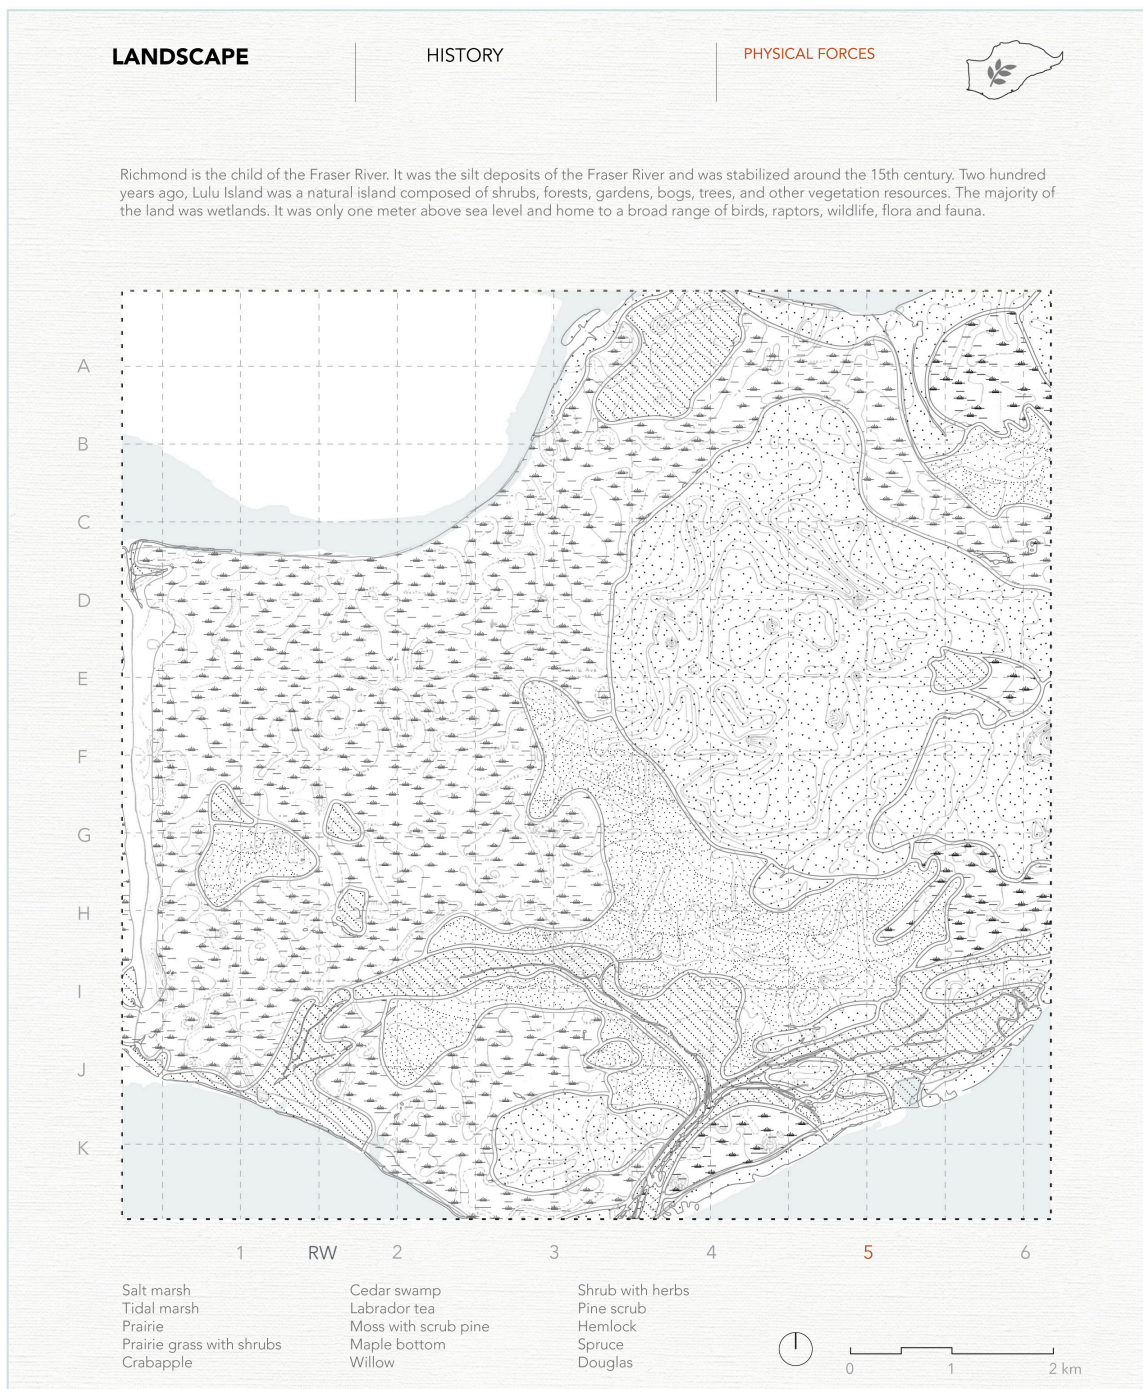 LANDSCAPE
HISTORY
PHYSICAL FORCES
Richmond is the child of the Fraser River. It was the silt deposits of the Fraser River and was stabilized around the 15th century. Two hundred
years ago, Lulu Island was a natural island composed of shrubs, forests, gardens, bogs, trees, and other vegetation resources. The majority of
the land was wetlands. It was only one meter above sea level and home to a broad range of birds, raptors, wildlife, flora and fauna.
A
B
C
D
E
F
G
H
I
J
K
1 RW 2 3 4 5 6
Salt marsh
Tidal marsh
Prairie
Prairie grass with shrubs
Crabapple
Cedar swamp
Labrador tea
Moss with scrub pine
Maple bottom
Willow
Shrub with herbs
Pine scrub
Hemlock
Spruce
Douglas
0 1 2 km